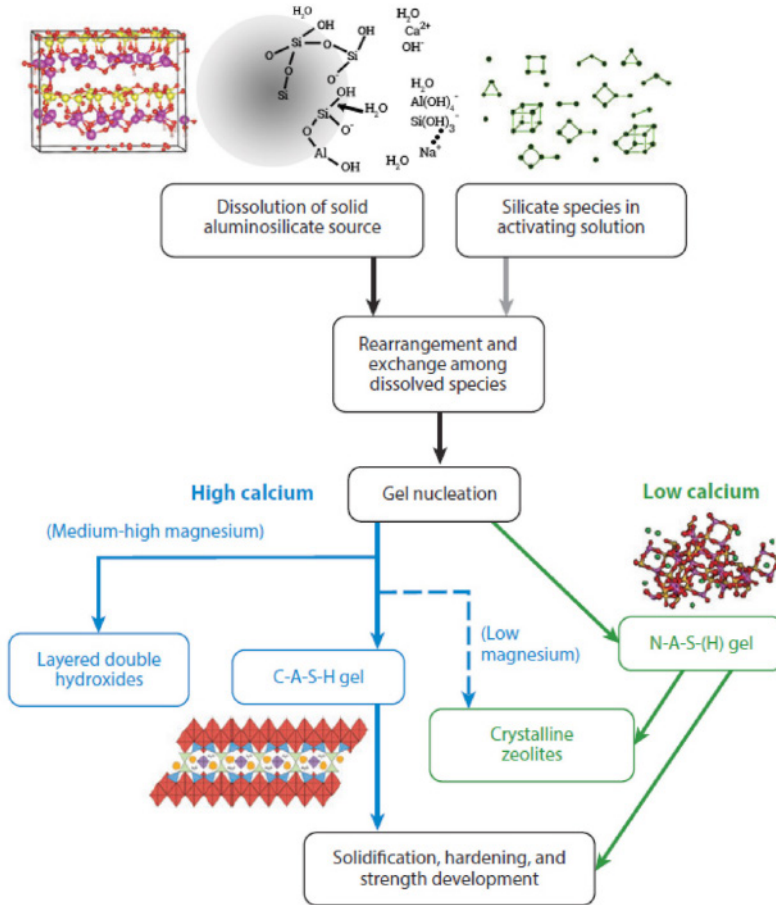 H₂O
OH
Si
O
OH
Si
O
O⁻
Si
OH
Si
H₂O
O
O⁻
Al
OH
H₂O
Ca²⁺
OH⁻
H₂O
Al(OH)₄⁻
Si(OH)₃⁻
Na⁺
H₂O
Dissolution of solid
aluminosilicate source
Silicate species in
activating solution
Rearrangement and
exchange among
dissolved species
High calcium
Gel nucleation
Low calcium
(Medium-high magnesium)
Layered double
hydroxides
C-A-S-H gel
(Low
magnesium)
N-A-S-(H) gel
Crystalline
zeolites
Solidification, hardening, and
strength development